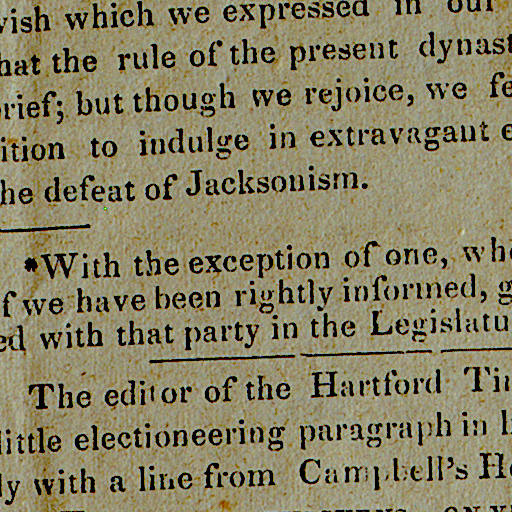 wish which we expressed in our
hat the rule of the present dynast
rief; but though we rejoice, we fe
ition to indulge in extravagant e
he defeat of Jacksonism.
*With the exception of one, wh
f we have been rightly informed, g
ed with that party in the Legislatu
The editor of the Hartford Tim
little electioneering paragraph in h
ly with a line from Campbell's Ho